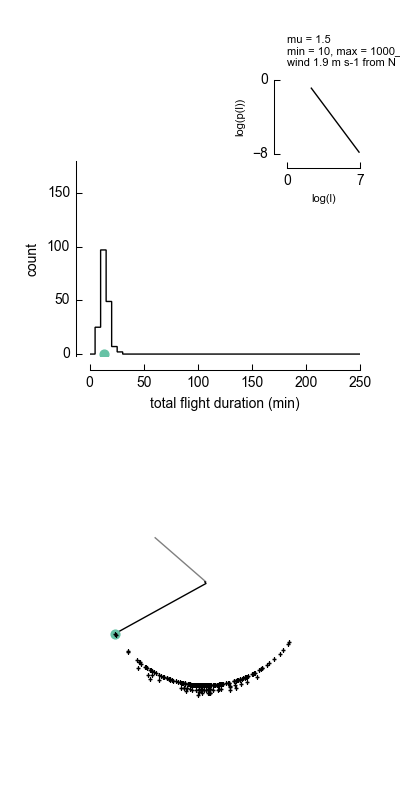 mu = 1.5
min = 10, max = 1000_
wind 1.9 m s-1 from N
0
log(p(l))
−8
0 7
log(l)
150
100
count
50
0
0 50 100 150 200 250
total flight duration (min)